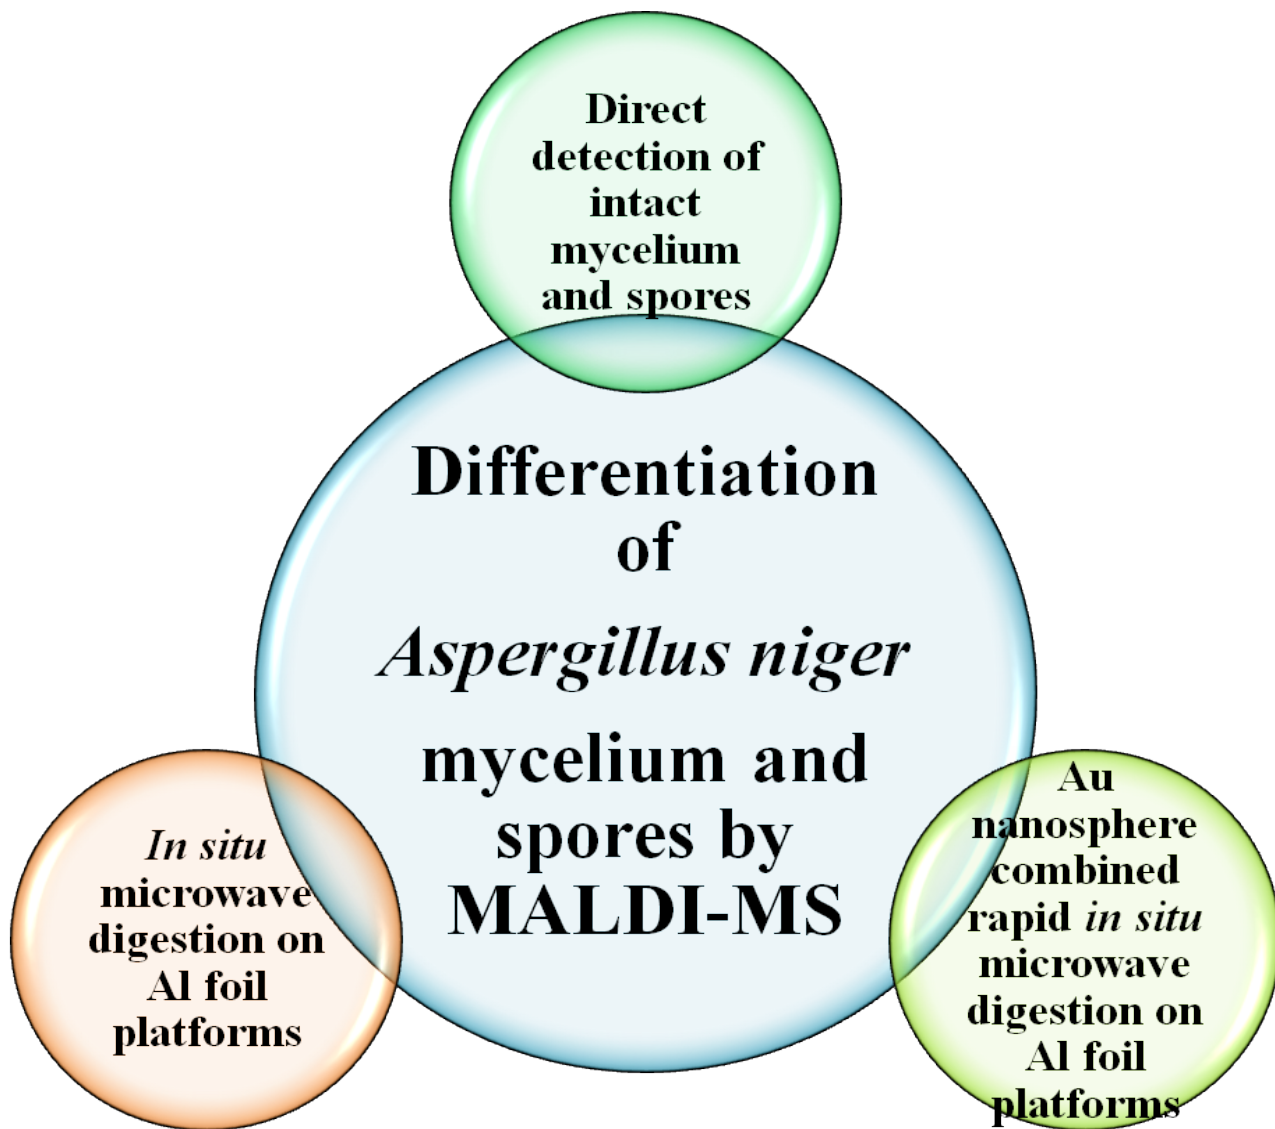 Direct
detection of
intact
mycelium
and spores
Differentiation
of
Aspergillus niger
mycelium and
spores by
MALDI-MS
In situ
microwave
digestion on
Al foil
platforms
Au
nanosphere
combined
rapid in situ
microwave
digestion on
Al foil
platforms